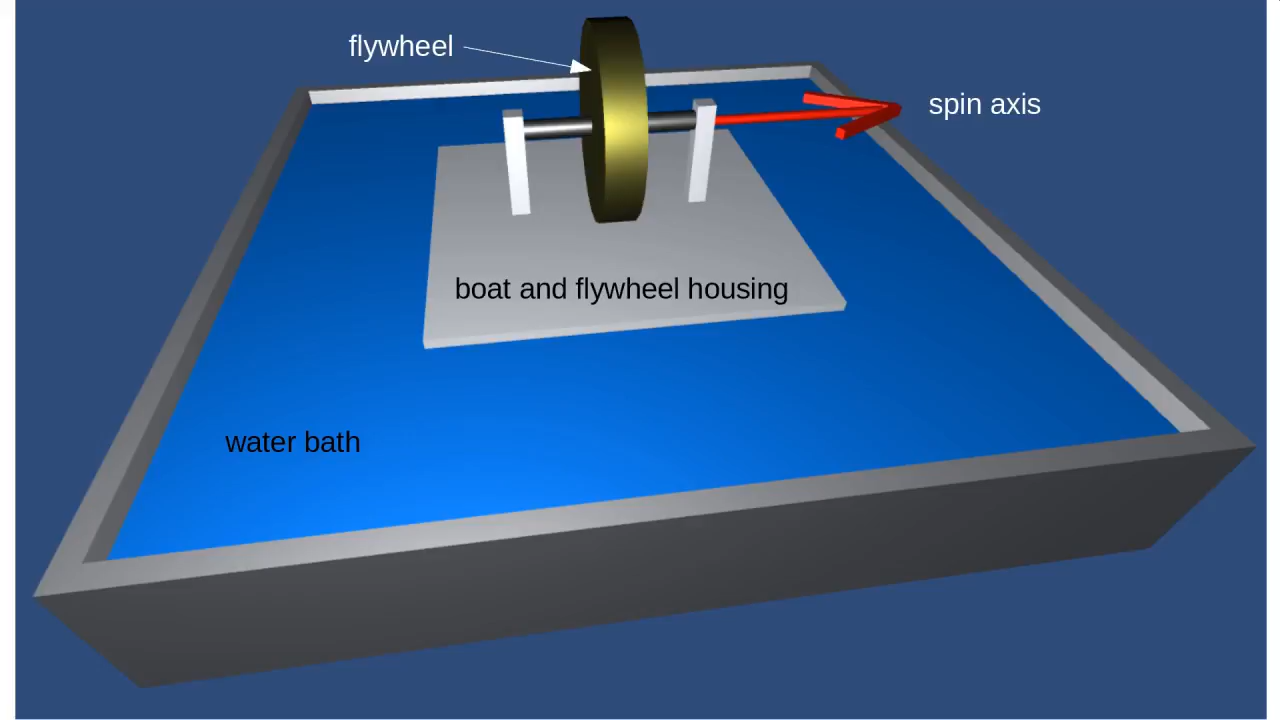 flywheel
spin axis
boat and flywheel housing
water bath